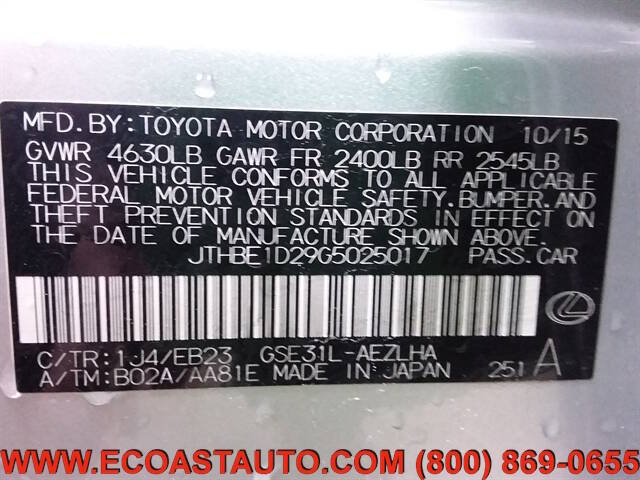 MFD.BY:TOYOTA MOTOR CORPORATION 10/15
GVWR 4630LB GAWR FR 2400LB RR 2545LB
THIS VEHICLE CONFORMS TO ALL APPLICABLE
FEDERAL MOTOR VEHICLE SAFETY.BUMPER.AND
THEFT PREVENTION STANDARDS IN EFFECT ON
THE DATE OF MANUFACTURE SHOWN ABOVE.
JTHBE1D29G5025017 PASS.CAR
C/TR:1J4/EB23 GSE31L-AEZLHA
A/TM:B02A/AA81E MADE IN JAPAN 251 A
WWW.ECOASTAUTO.COM (800) 869-0655